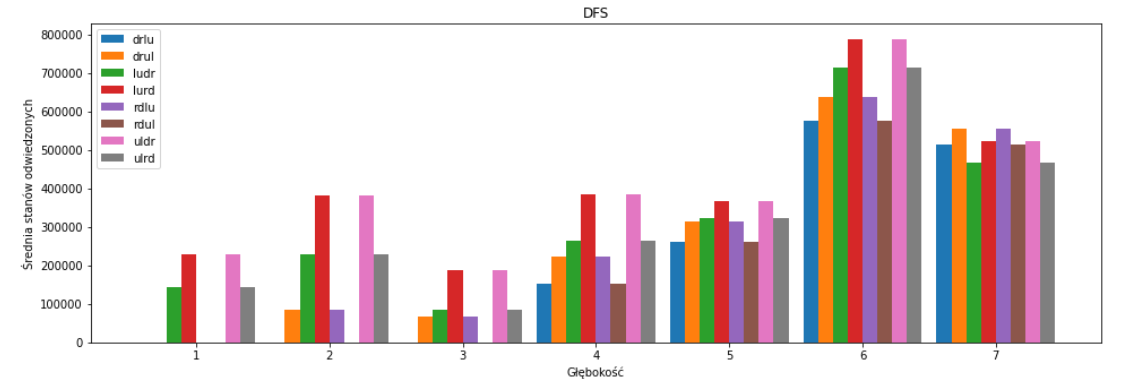 DFS
drlu
drul
ludr
lurd
rdlu
rdul
uldr
ulrd
Średnia stanów odwiedzonych
800000
700000
600000
500000
400000
300000
200000
100000
0
1 2 3 4 5 6 7
Głębokość